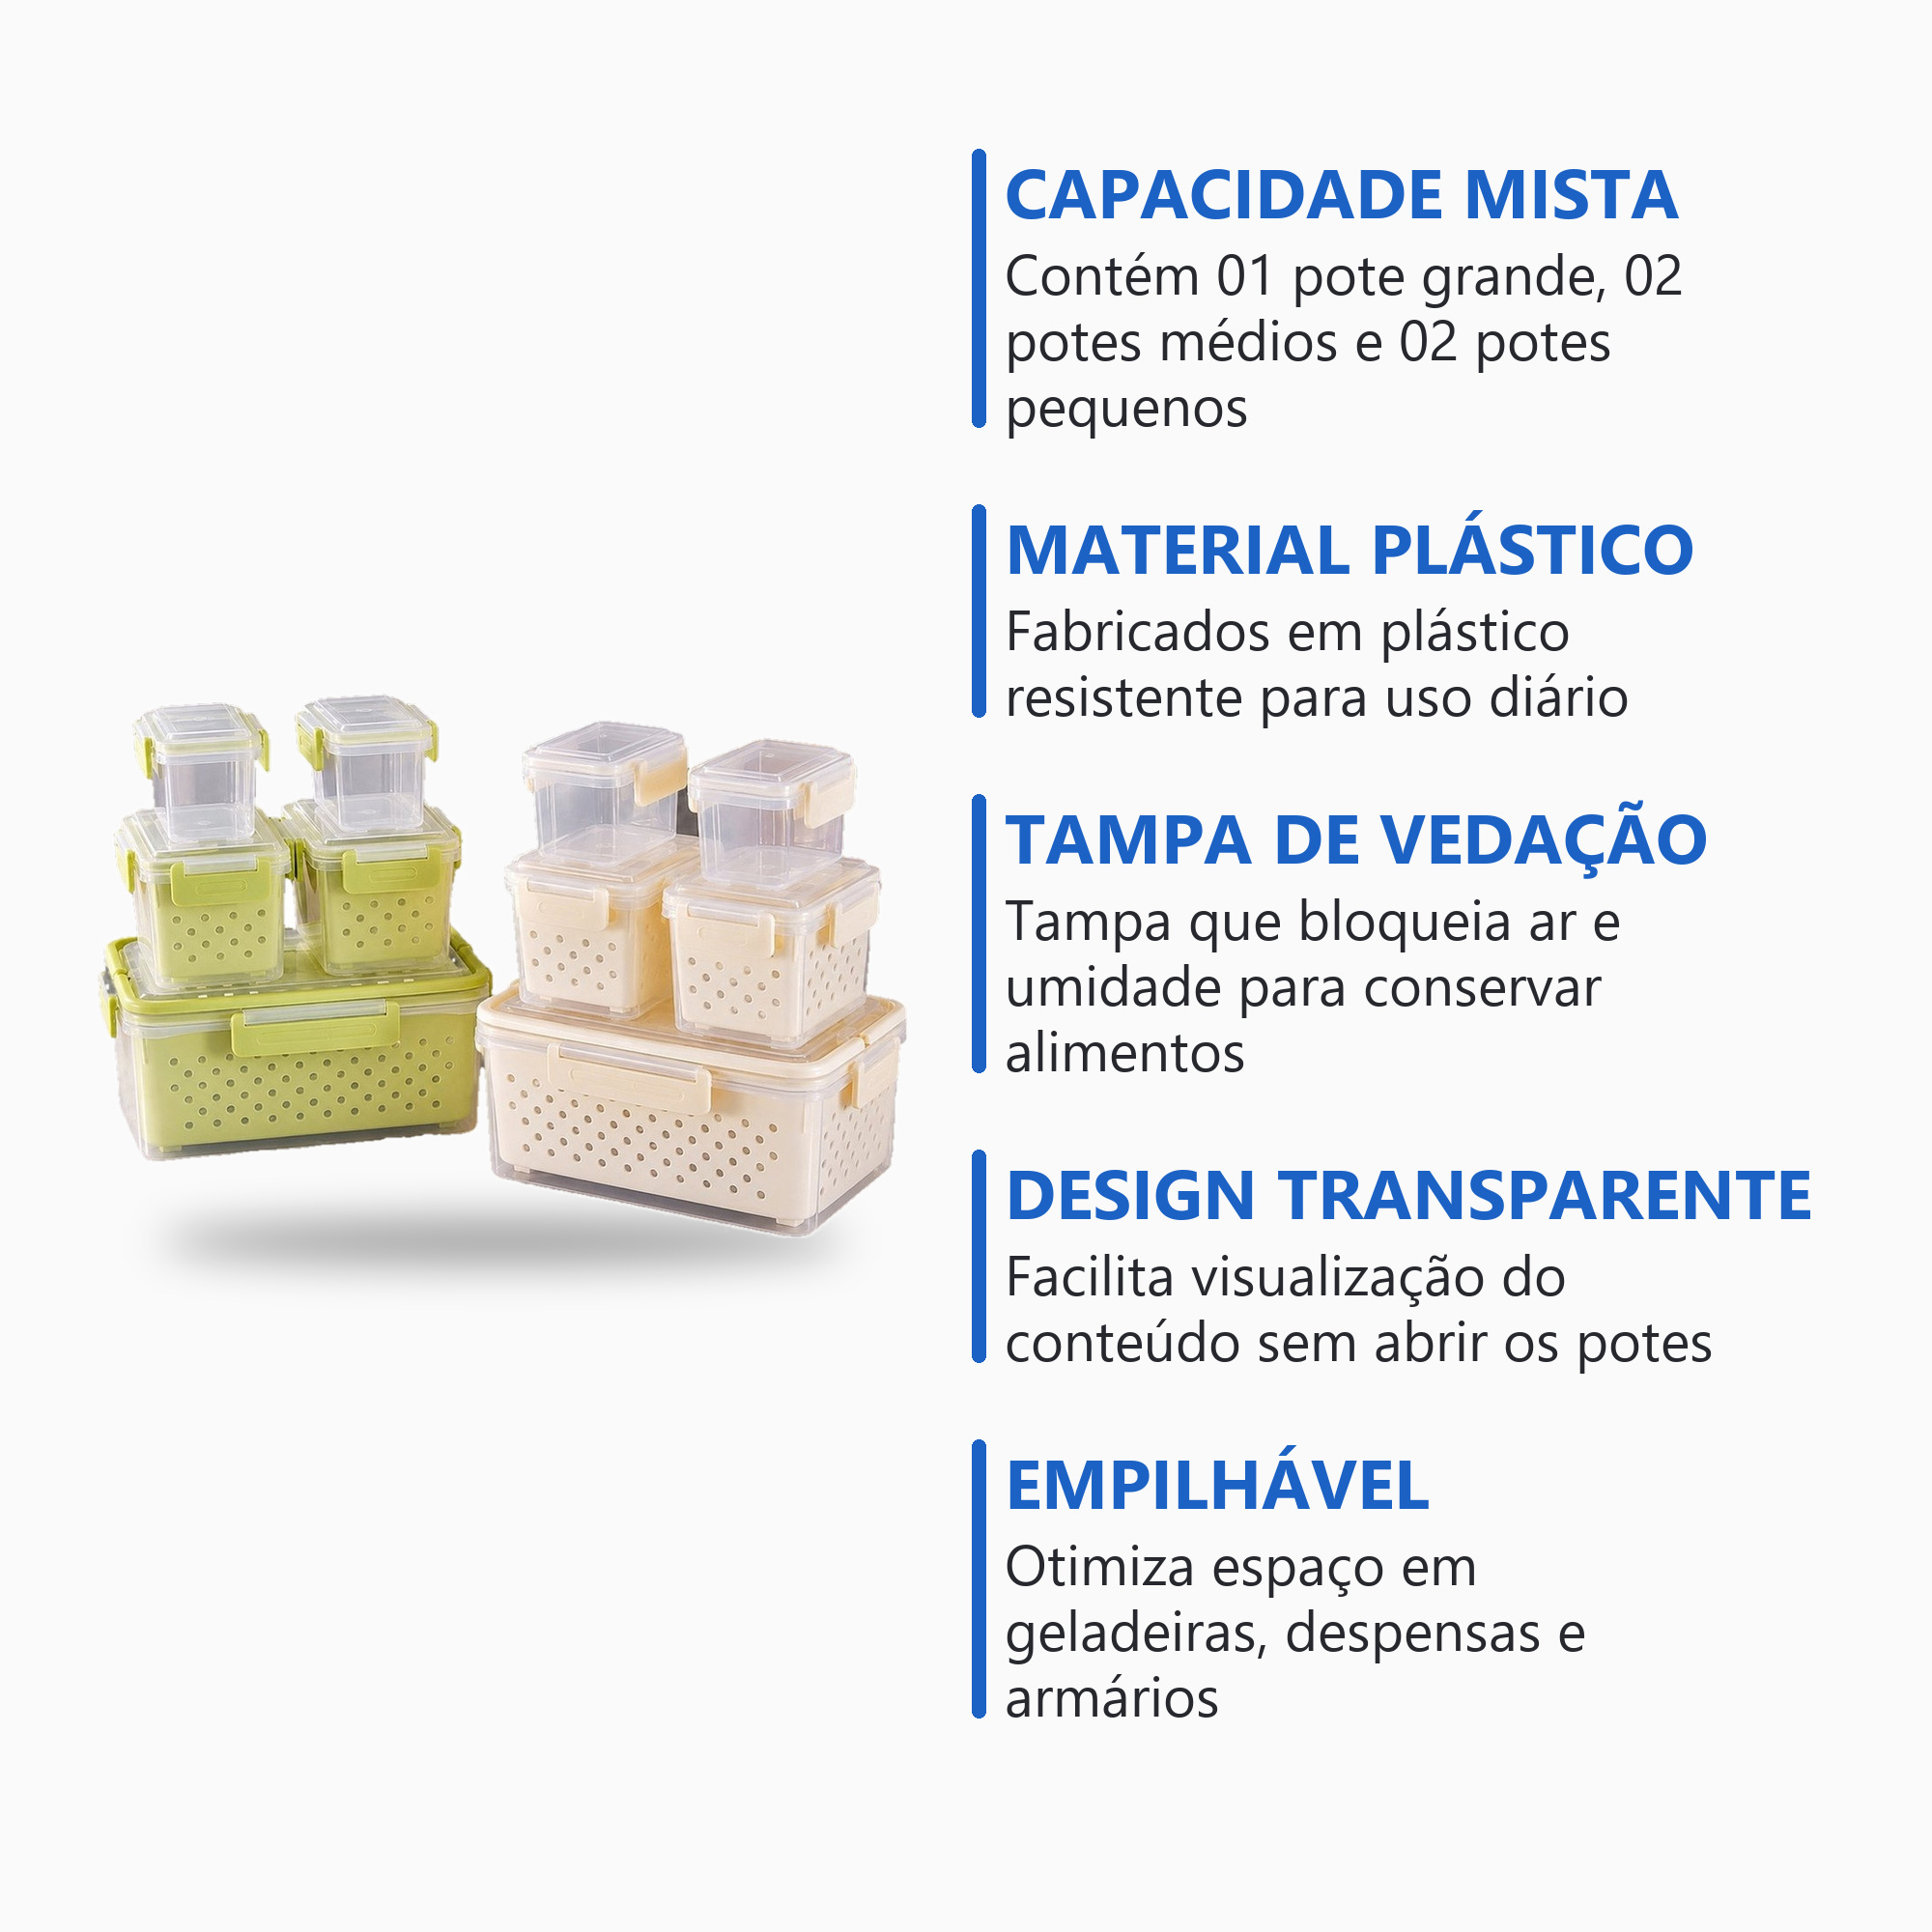 CAPACIDADE MISTA
Contém 01 pote grande, 02
potes médios e 02 potes
pequenos
MATERIAL PLÁSTICO
Fabricados em plástico
resistente para uso diário
TAMPA DE VEDAÇÃO
Tampa que bloqueia ar e
umidade para conservar
alimentos
DESIGN TRANSPARENTE
Facilita visualização do
conteúdo sem abrir os potes
EMPILHÁVEL
Otimiza espaço em
geladeiras, despensas e
armários